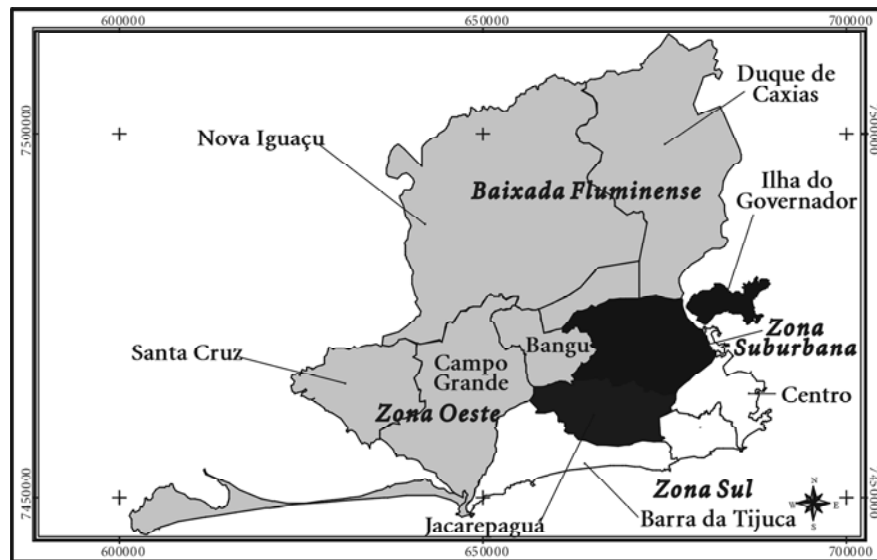 600000
650000
700000
7500000
7500000
Duque de
Caxias
Nova Iguaçu
Baixada Fluminense
Ilha do
Governador
Zona
Suburbana
Bangu
Santa Cruz
Campo
Grande
Centro
Zona Oeste
7450000
7450000
Zona Sul
N
W
E
S
Jacarepaguá
Barra da Tijuca
600000
650000
700000